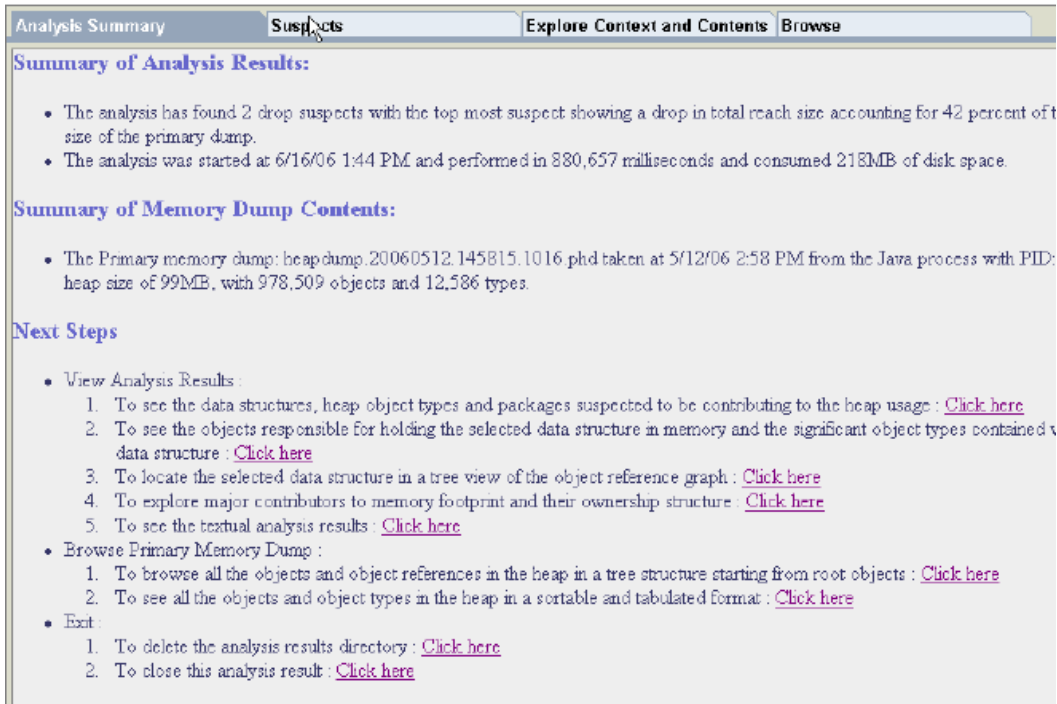 Analysis Summary Suspects Explore Context and Contents Browse
Summary of Analysis Results:
• The analysis has found 2 drop suspects with the top most suspect showing a drop in total reach size accounting for 42 percent of
size of the primary dump.
• The analysis was started at 6/16/06 1:44 PM and performed in 880,657 milliseconds and consumed 218MB of disk space.
Summary of Memory Dump Contents:
• The Primary memory dump: heapdump.20060512.145815.1016.phd taken at 5/12/06 2:58 PM from the Java process with PID:
heap size of 99MB, with 978,509 objects and 12,586 types.
Next Steps
• View Analysis Results :
1. To see the data structures, heap object types and packages suspected to be contributing to the heap usage : Click here
2. To see the objects responsible for holding the selected data structure in memory and the significant object types contained
data structure : Click here
3. To locate the selected data structure in a tree view of the object reference graph : Click here
4. To explore major contributors to memory footprint and their ownership structure : Click here
5. To see the textual analysis results : Click here
• Browse Primary Memory Dump :
1. To browse all the objects and object references in the heap in a tree structure starting from root objects : Click here
2. To see all the objects and object types in the heap in a sortable and tabulated format : Click here
• Exit :
1. To delete the analysis results directory : Click here
2. To close this analysis result : Click here